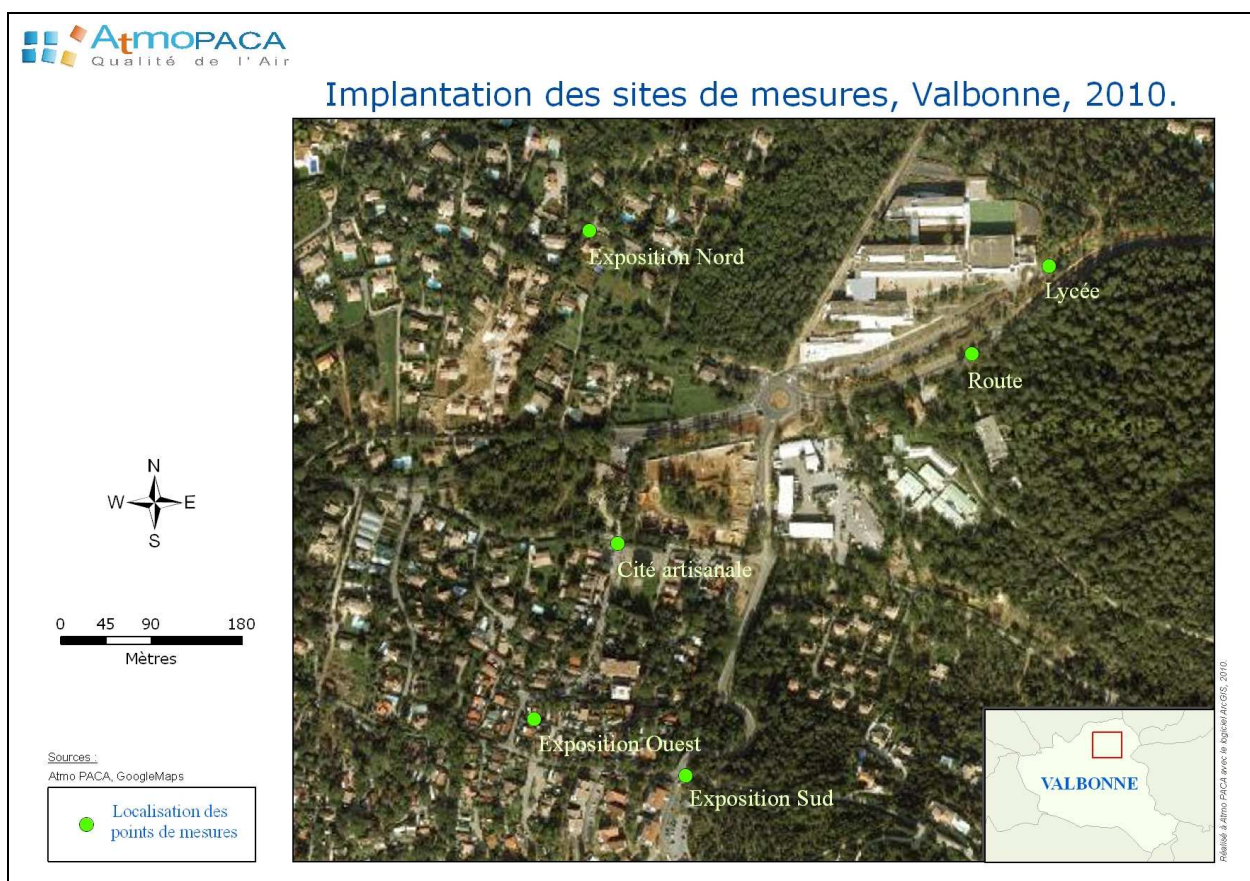 AtmoPACA
Qualité de l'Air
Implantation des sites de mesures, Valbonne, 2010.
Exposition Nord
Lycée
Route
N
W E
S
Cité artisanale
0 45 90 180
Mètres
Exposition Ouest
Exposition Sud
Sources :
Atmo PACA, GoogleMaps
Localisation des
points de mesures
VALBONNE
Réalisé à Atmo PACA avec le logiciel ArcGIS, 2010.